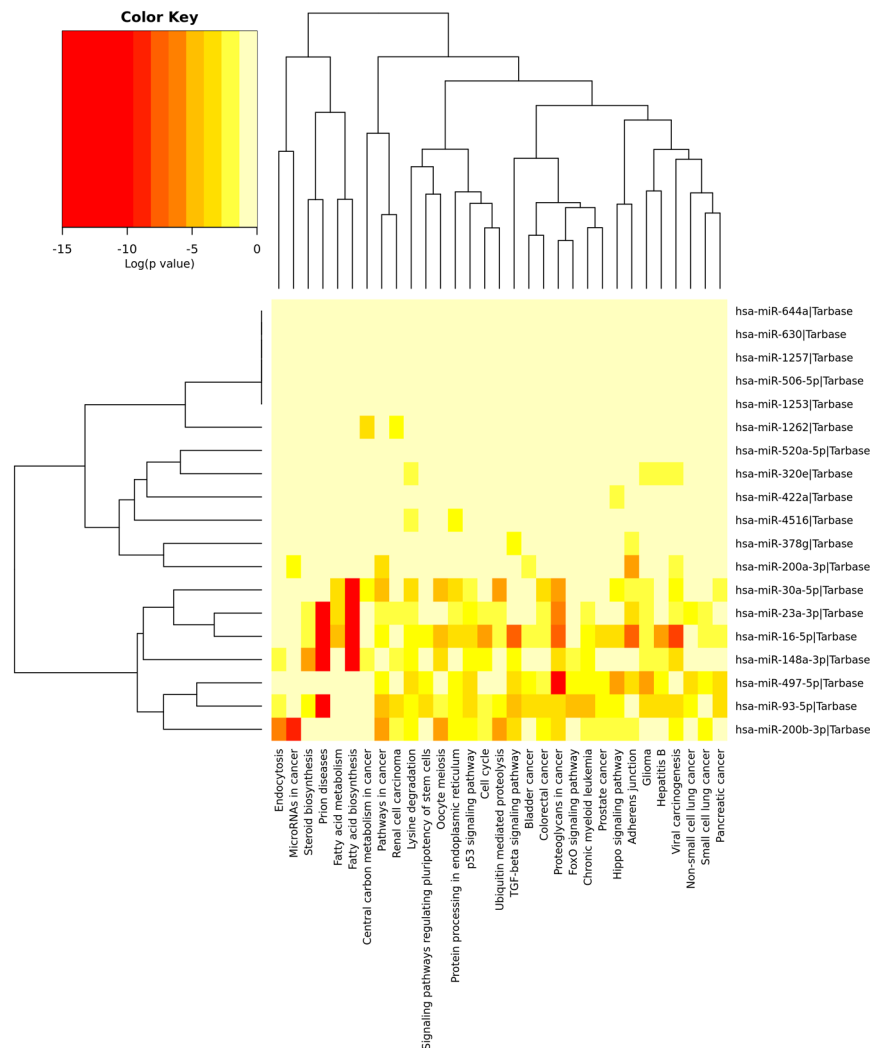 Color Key
-15
-10
-5
0
Log(p value)
hsa-miR-644a|Tarbase
hsa-miR-630|Tarbase
hsa-miR-1257|Tarbase
hsa-miR-506-5p|Tarbase
hsa-miR-1253|Tarbase
hsa-miR-1262|Tarbase
hsa-miR-520a-5p|Tarbase
hsa-miR-320e|Tarbase
hsa-miR-422a|Tarbase
hsa-miR-4516|Tarbase
hsa-miR-378g|Tarbase
hsa-miR-200a-3p|Tarbase
hsa-miR-30a-5p|Tarbase
hsa-miR-23a-3p|Tarbase
hsa-miR-16-5p|Tarbase
hsa-miR-148a-3p|Tarbase
hsa-miR-497-5p|Tarbase
hsa-miR-93-5p|Tarbase
hsa-miR-200b-3p|Tarbase
Endocytosis
MicroRNAs in cancer
Steroid biosynthesis
Prion diseases
Fatty acid metabolism
Fatty acid biosynthesis
Central carbon metabolism in cancer
Pathways in cancer
Renal cell carcinoma
Lysine degradation
Signaling pathways regulating pluripotency of stem cells
Oocyte meiosis
Protein processing in endoplasmic reticulum
p53 signaling pathway
Cell cycle
Ubiquitin mediated proteolysis
TGF-beta signaling pathway
Bladder cancer
Colorectal cancer
Proteoglycans in cancer
FoxO signaling pathway
Chronic myeloid leukemia
Prostate cancer
Hippo signaling pathway
Adherens junction
Glioma
Hepatitis B
Viral carcinogenesis
Non-small cell lung cancer
Small cell lung cancer
Pancreatic cancer